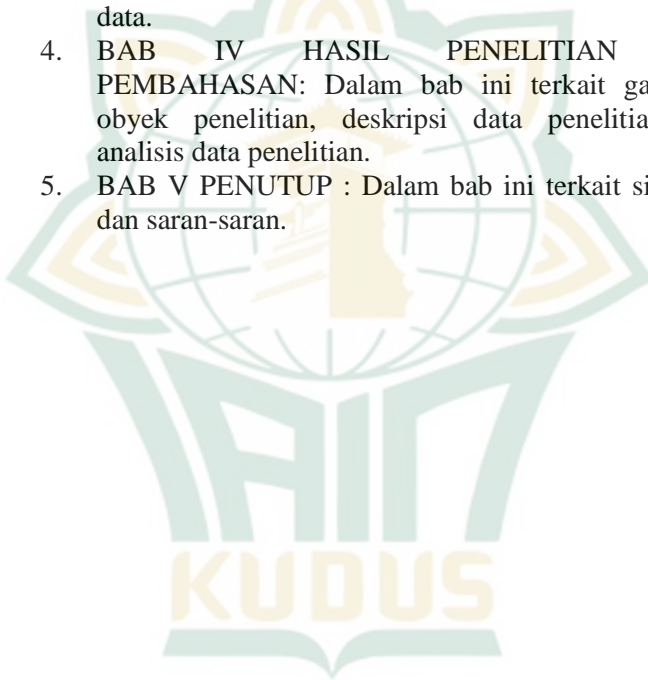 data.
4. BAB IV HASIL PENELITIAN
PEMBAHASAN: Dalam bab ini terkait
obyek penelitian, deskripsi data
analisis data penelitian.
5. BAB V PENUTUP : Dalam bab ini terkait
dan saran-saran.
IAIN
KUDUS